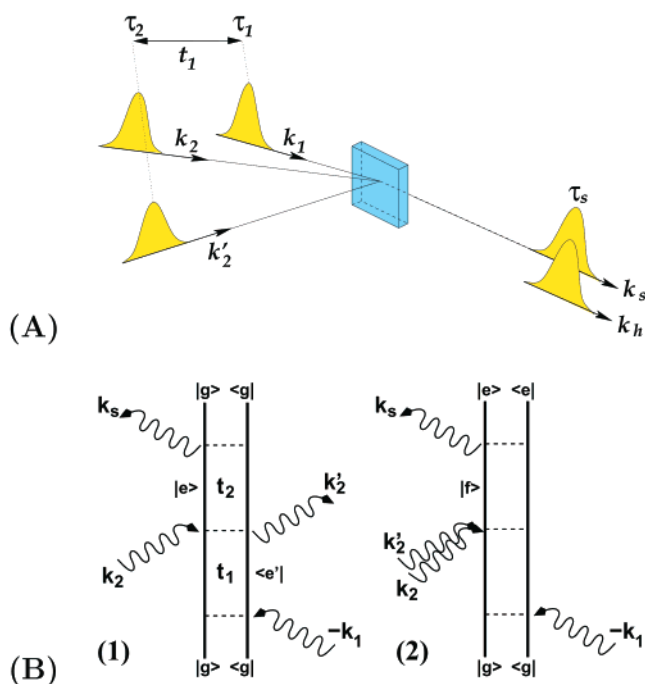 τ₂ τ₁
t₁
k₂ k₁
k'₂
τₛ
kₛ
kₕ
(A)
|g> <g| |e> <e|
kₛ kₛ
|e> t₂ k'₂ |f>
k₂ t₁ <e'| k'₂
k₂
−k₁ −k₁
(B) (1) |g> <g| (2) |g> <g|